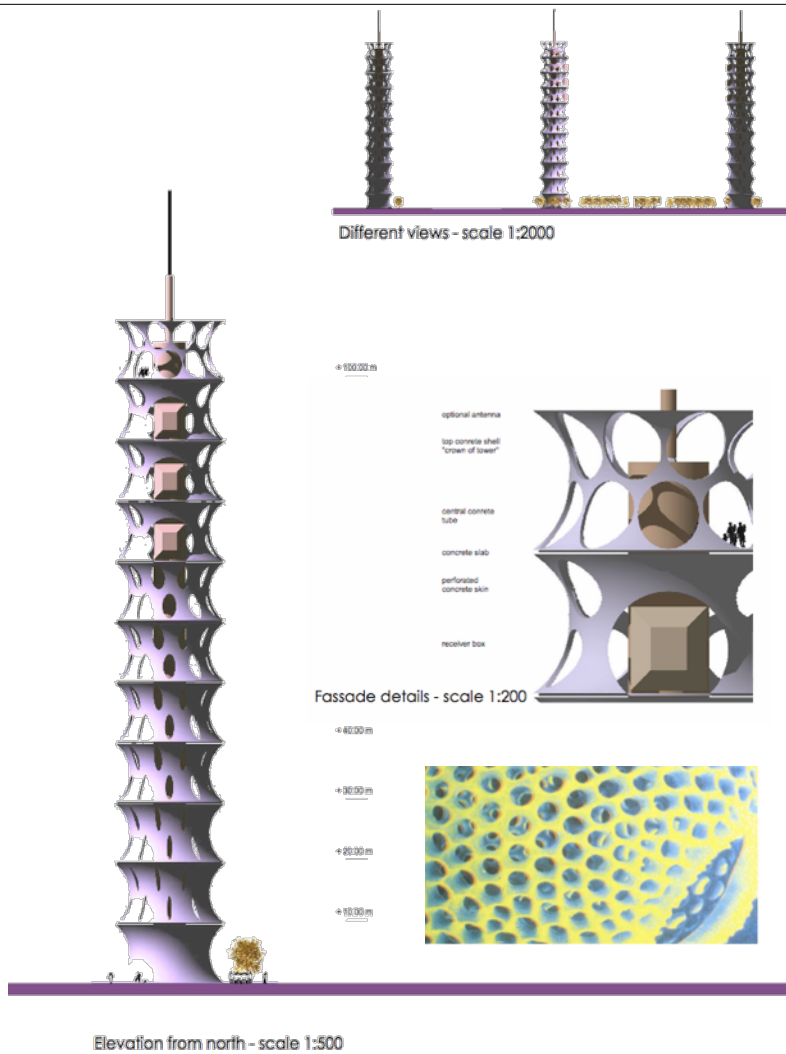 Different views - scale 1:2000
+100.00 m
optional antenna
top conrete shell
"crown of tower"
central conrete
tube
concrete slab
perforated
concrete skin
receiver box
Fassade details - scale 1:200
+40.00 m
+30.00 m
+20.00 m
+10.00 m
Elevation from north - scale 1:500